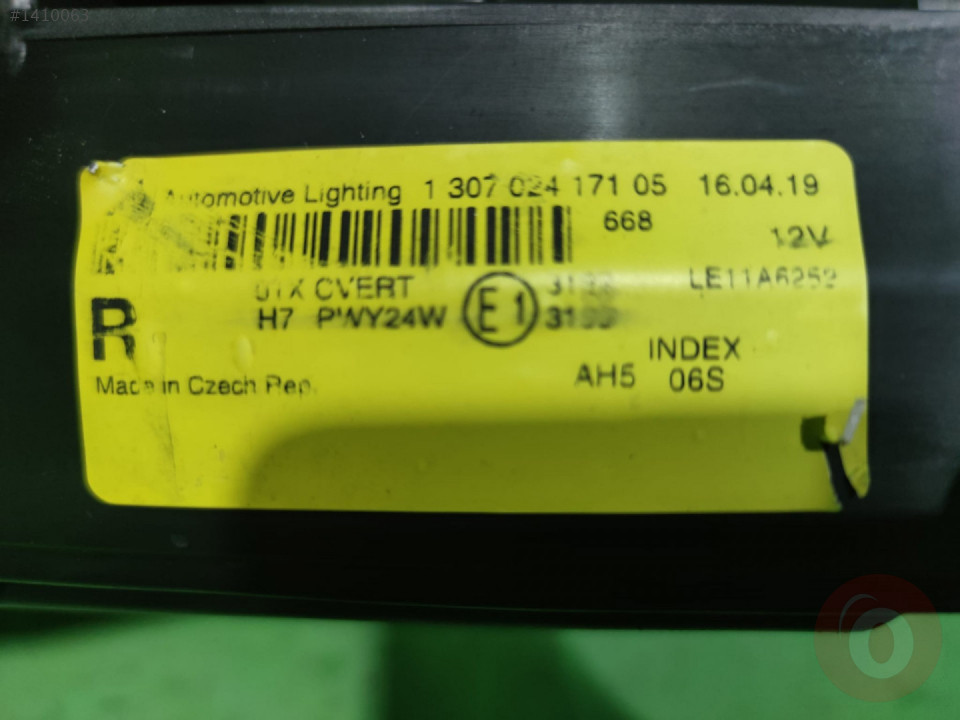 #1410063
Automotive Lighting 1 307 024 171 05 16.04.19
668
12V
CVERT LE11A6252
R H7 PWY24W E1
INDEX
Made in Czech Rep. AH5 06S